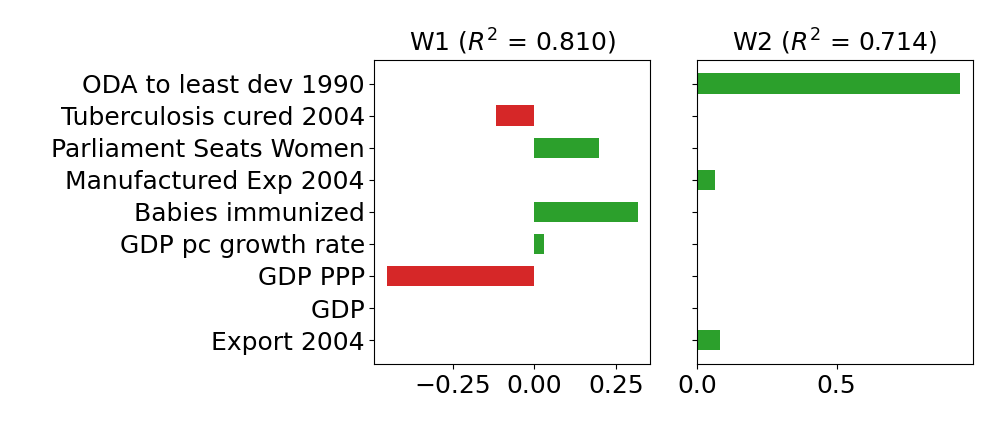 W1 (R² = 0.810)
W2 (R² = 0.714)
ODA to least dev 1990
Tuberculosis cured 2004
Parliament Seats Women
Manufactured Exp 2004
Babies immunized
GDP pc growth rate
GDP PPP
GDP
Export 2004
−0.25 0.00 0.25
0.0 0.5